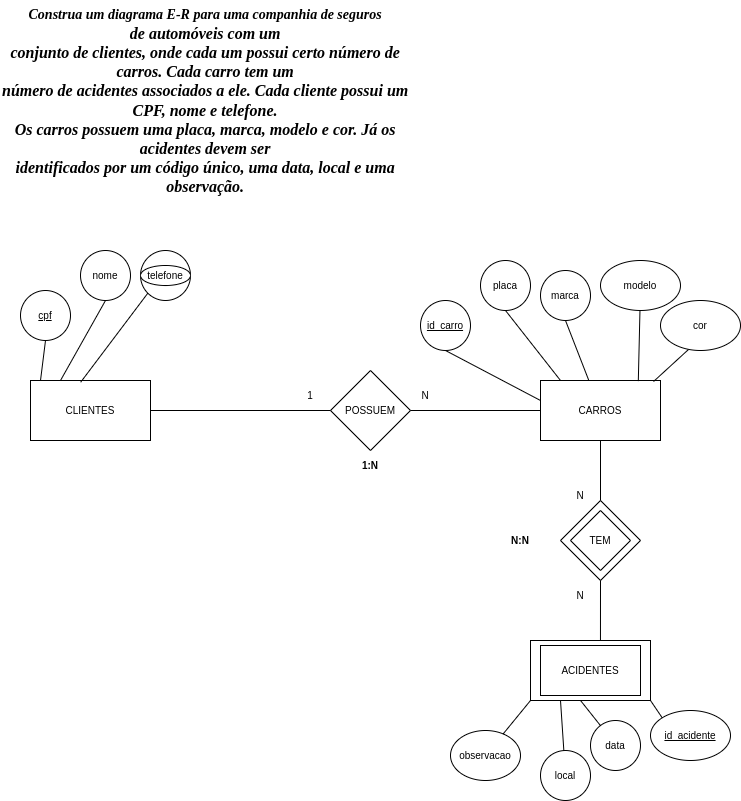 Construa um diagrama E-R para uma companhia de seguros
de automóveis com um
conjunto de clientes, onde cada um possui certo número de
carros. Cada carro tem um
número de acidentes associados a ele. Cada cliente possui um
CPF, nome e telefone.
Os carros possuem uma placa, marca, modelo e cor. Já os
acidentes devem ser
identificados por um código único, uma data, local e uma
observação.
nome
telefone
cpf
placa
marca
modelo
id_carro
cor
CLIENTES
1
POSSUEM
N
CARROS
1:N
N
N:N
TEM
N
ACIDENTES
observacao
local
data
id_acidente